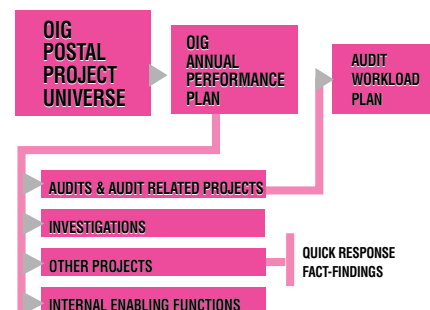 OIG
POSTAL
PROJECT
UNIVERSE
OIG
ANNUAL
PERFORMANCE
PLAN
AUDIT
WORKLOAD
PLAN
AUDITS & AUDIT RELATED PROJECTS
INVESTIGATIONS
OTHER PROJECTS
QUICK RESPONSE
FACT-FINDINGS
INTERNAL ENABLING FUNCTIONS